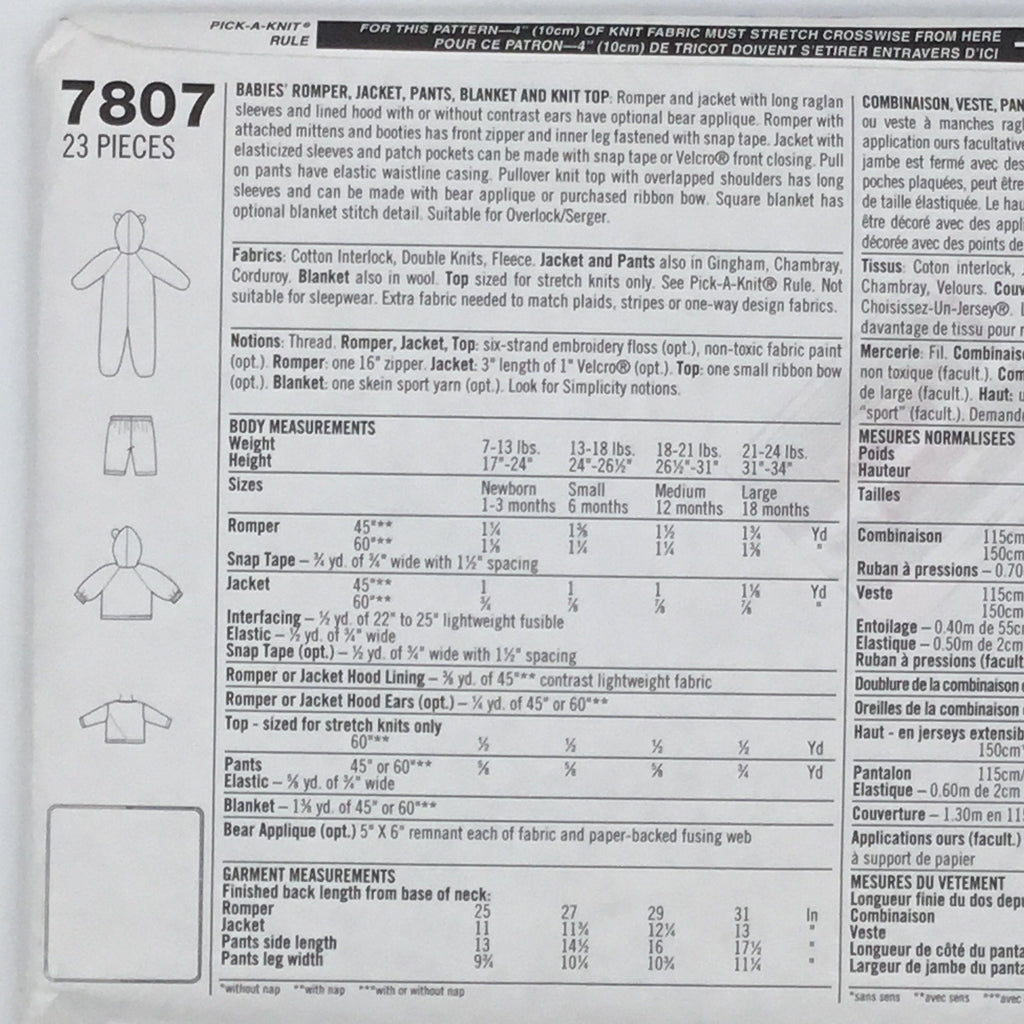 PICK-A-KNIT®
RULE
FOR THIS PATTERN—4" (10cm) OF KNIT FABRIC MUST STRETCH CROSSWISE FROM HERE
POUR CE PATRON—4" (10cm) DE TRICOT DOIVENT S'ETIRER ENTRAVERS D'ICI
7807
23 PIECES
BABIES' ROMPER, JACKET, PANTS, BLANKET AND KNIT TOP: Romper and jacket with long raglan
sleeves and lined hood with or without contrast ears have optional bear applique. Romper with
attached mittens and booties has front zipper and inner leg fastened with snap tape. Jacket with
elasticized sleeves and patch pockets can be made with snap tape or Velcro® front closing. Pull
on pants have elastic waistline casing. Pullover knit top with overlapped shoulders has long
sleeves and can be made with bear applique or purchased ribbon bow. Square blanket has
optional blanket stitch detail. Suitable for Overlock/Serger.
Fabrics: Cotton Interlock, Double Knits, Fleece. Jacket and Pants also in Gingham, Chambray,
Corduroy. Blanket also in wool. Top sized for stretch knits only. See Pick-A-Knit® Rule. Not
suitable for sleepwear. Extra fabric needed to match plaids, stripes or one-way design fabrics.
Notions: Thread. Romper, Jacket, Top: six-strand embroidery floss (opt.), non-toxic fabric paint
(opt.). Romper: one 16" zipper. Jacket: 3" length of 1" Velcro® (opt.). Top: one small ribbon bow
(opt.). Blanket: one skein sport yarn (opt.). Look for Simplicity notions.
BODY MEASUREMENTS
Weight 7-13 lbs. 13-18 lbs. 18-21 lbs. 21-24 lbs.
Height 17"-24" 24"-26½" 26½"-31" 31"-34"
Sizes Newborn Small Medium Large
1-3 months 6 months 12 months 18 months
Romper 45"*** 1¼ 1⅜ 1½ 1¾ Yd
60"*** 1⅛ 1¼ 1¼ 1⅜ "
Snap Tape – ¾ yd. of ¾" wide with 1½" spacing
Jacket 45"*** 1 1 1 1⅛ Yd
60"*** ¾ ⅞ ⅞ ⅞ "
Interfacing – ½ yd. of 22" to 25" lightweight fusible
Elastic – ½ yd. of ¾" wide
Snap Tape (opt.) – ½ yd. of ¾" wide with 1½" spacing
Romper or Jacket Hood Lining – ⅜ yd. of 45"*** contrast lightweight fabric
Romper or Jacket Hood Ears (opt.) – ¼ yd. of 45" or 60"***
Top - sized for stretch knits only
60"*** ½ ½ ½ ½ Yd
Pants 45" or 60"*** ⅝ ⅝ ⅝ ¾ Yd
Elastic – ⅝ yd. of ¾" wide
Blanket – 1⅜ yd. of 45" or 60"***
Bear Applique (opt.) 5" X 6" remnant each of fabric and paper-backed fusing web
GARMENT MEASUREMENTS
Finished back length from base of neck:
Romper 25 27 29 31 In
Jacket 11 11¾ 12¼ 13 "
Pants side length 13 14½ 16 17½ "
Pants leg width 9¾ 10¼ 10¾ 11¼ "
*without nap **with nap ***with or without nap
COMBINAISON, VESTE, PAN
ou veste à manches ragl
application ours facultative
jambe est fermé avec des
poches plaquées, peut être
de taille élastiquée. Le hau
être décoré avec des appli
décorée avec des points de
Tissus: Coton interlock,
Chambray, Velours. Couv
Choisissez-Un-Jersey®.
davantage de tissu pour r
Mercerie: Fil. Combinais
non toxique (facult.). Com
de large (facult.). Haut: u
"sport" (facult.). Demand
MESURES NORMALISEES
Poids
Hauteur
Tailles
Combinaison 115cm
150cm
Ruban à pressions – 0.70
Veste 115cm
150cm
Entoilage – 0.40m de 55c
Elastique – 0.50m de 2cm
Ruban à pressions (facult
Doublure de la combinaison
Oreilles de la combinaison
Haut - en jerseys extensib
150cm
Pantalon 115cm/
Elastique – 0.60m de 2cm
Couverture – 1.30m en 11
Applications ours (facult.)
à support de papier
MESURES DU VETEMENT
Longueur finie du dos dep
Combinaison
Veste
Longueur de côté du panta
Largeur de jambe du panta
*sans sens **avec sens ***avec